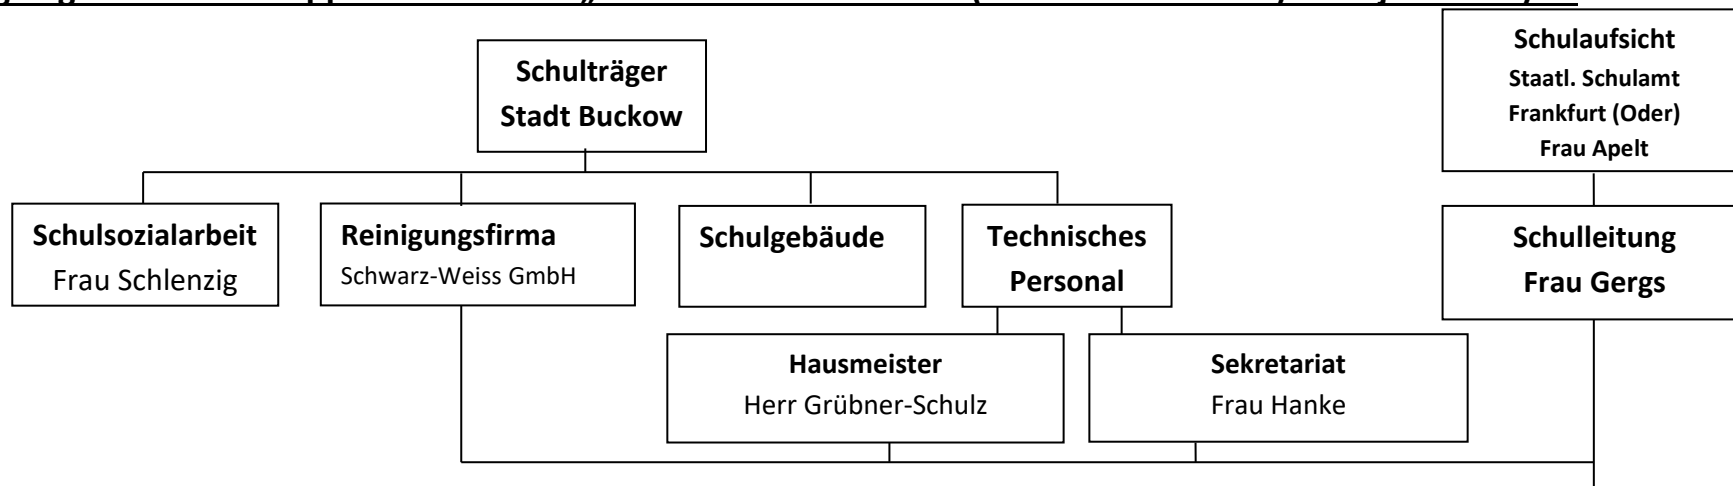 Schulaufsicht
Staatl. Schulamt
Frankfurt (Oder)
Frau Apelt
Schulträger
Stadt Buckow
Schulsozialarbeit
Frau Schlenzig
Reinigungsfirma
Schwarz-Weiss GmbH
Schulgebäude
Technisches
Personal
Schulleitung
Frau Gergs
Hausmeister
Herr Grübner-Schulz
Sekretariat
Frau Hanke